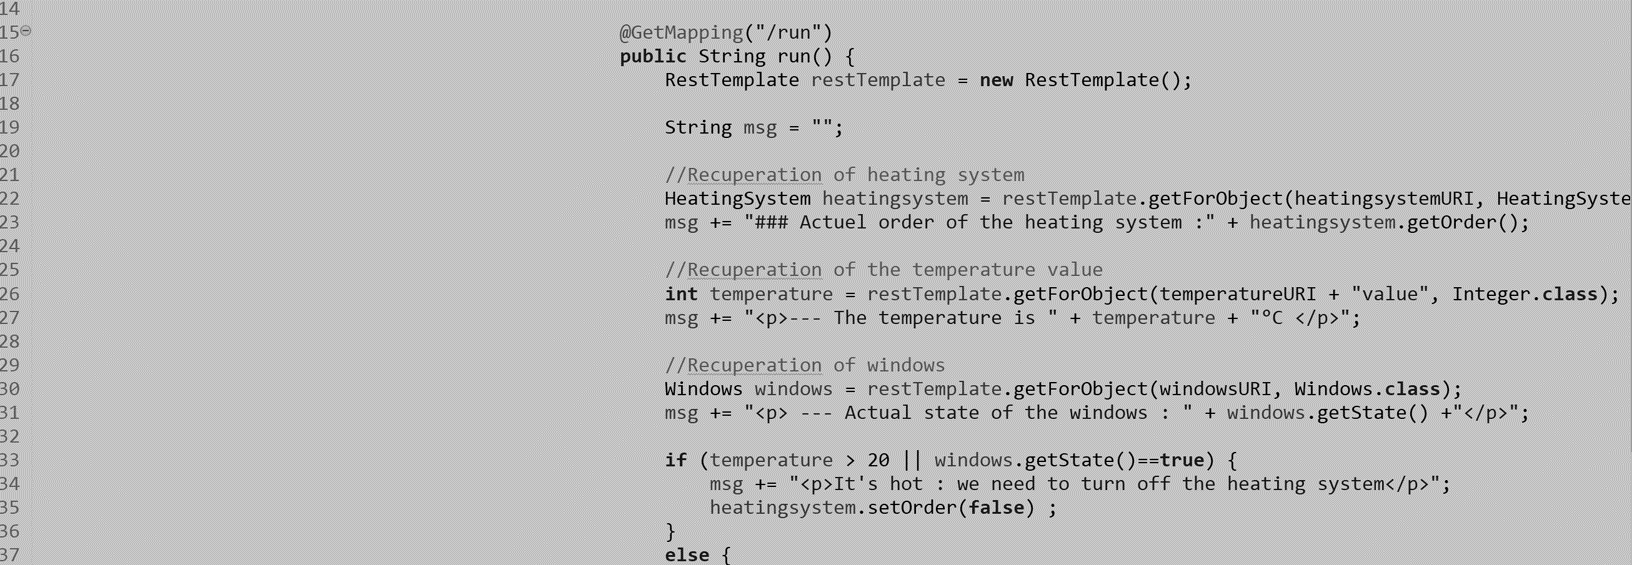 14
15 @GetMapping("/run")
16 public String run() {
17 RestTemplate restTemplate = new RestTemplate();
18
19 String msg = "";
20
21 //Recuperation of heating system
22 HeatingSystem heatingsystem = restTemplate.getForObject(heatingsystemURI, HeatingSyste
23 msg += "### Actuel order of the heating system :" + heatingsystem.getOrder();
24
25 //Recuperation of the temperature value
26 int temperature = restTemplate.getForObject(temperatureURI + "value", Integer.class);
27 msg += "<p>--- The temperature is " + temperature + "°C </p>";
28
29 //Recuperation of windows
30 Windows windows = restTemplate.getForObject(windowsURI, Windows.class);
31 msg += "<p> --- Actual state of the windows : " + windows.getState() +"</p>";
32
33 if (temperature > 20 || windows.getState()==true) {
34 msg += "<p>It's hot : we need to turn off the heating system</p>";
35 heatingsystem.setOrder(false) ;
36 }
37 else {